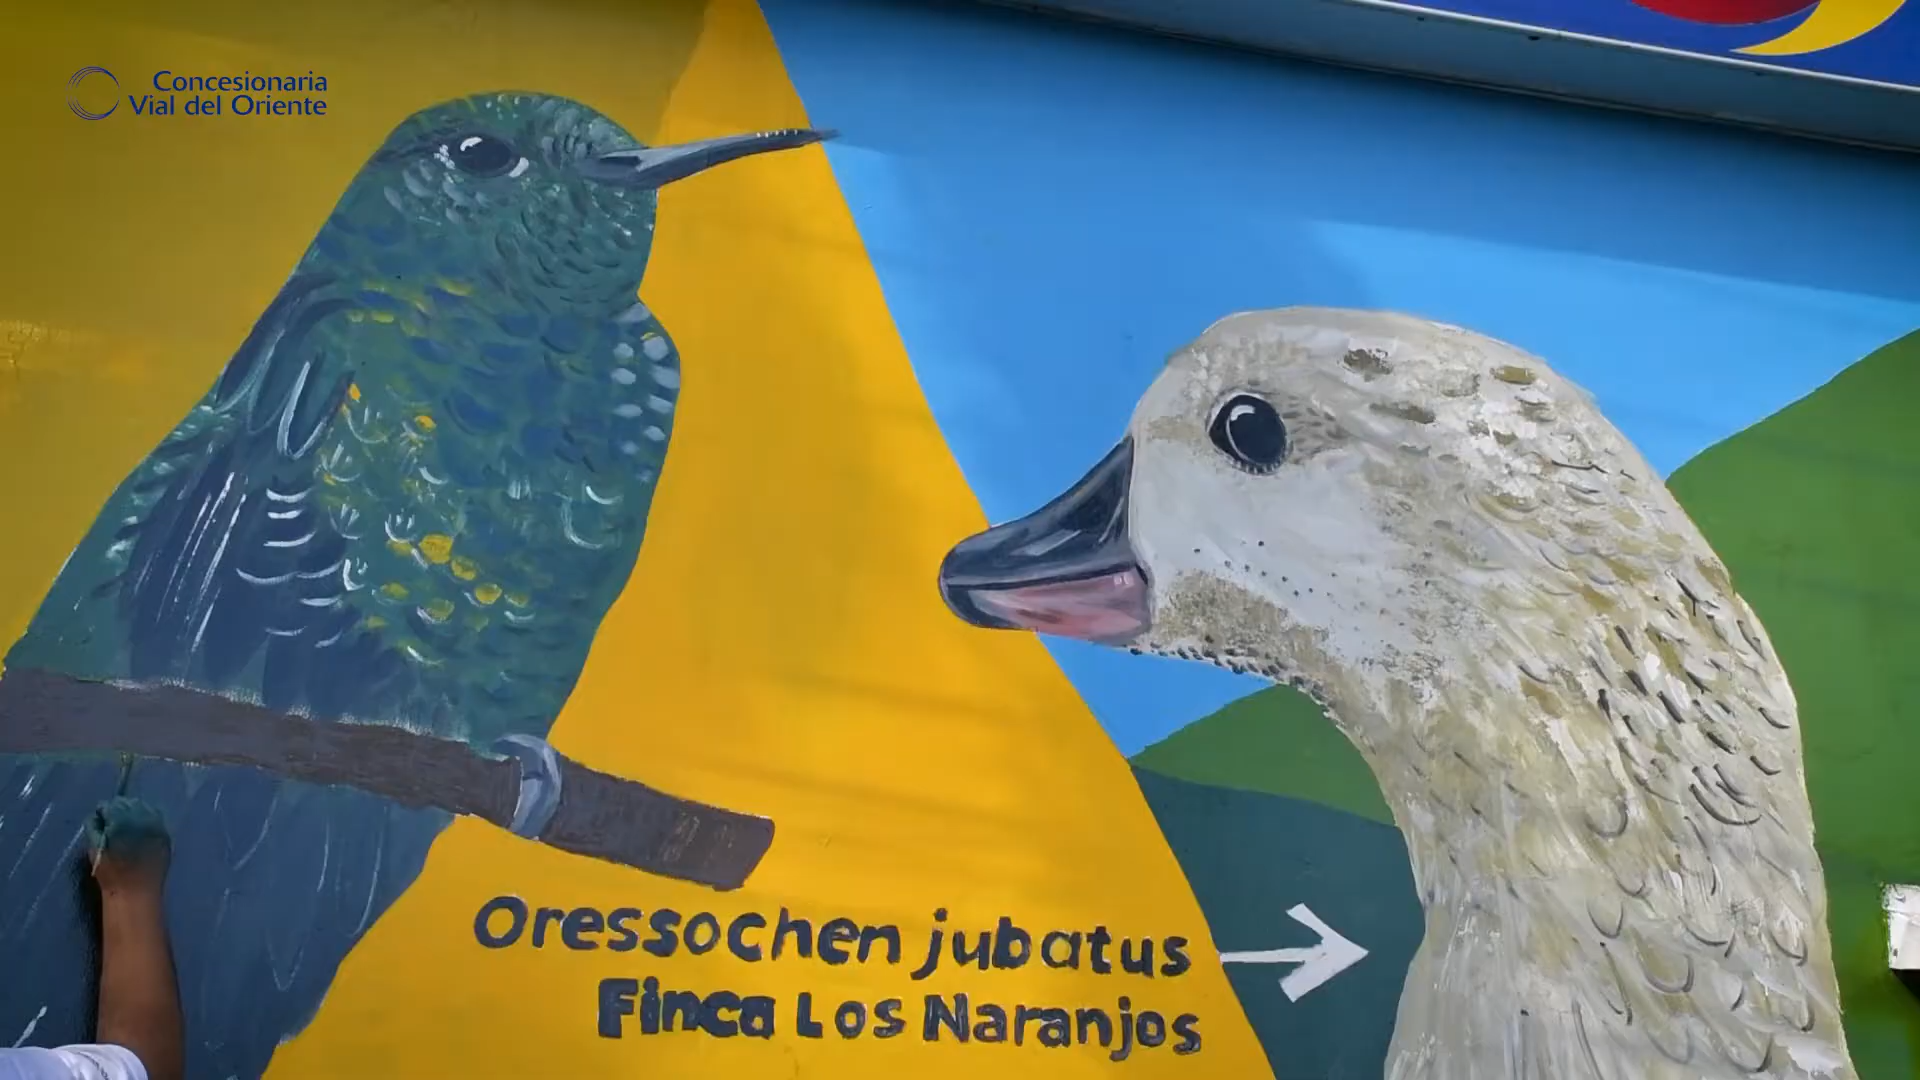 Concesionaria
Vial del Oriente
Oressochen jubatus
Finca Los Naranjos